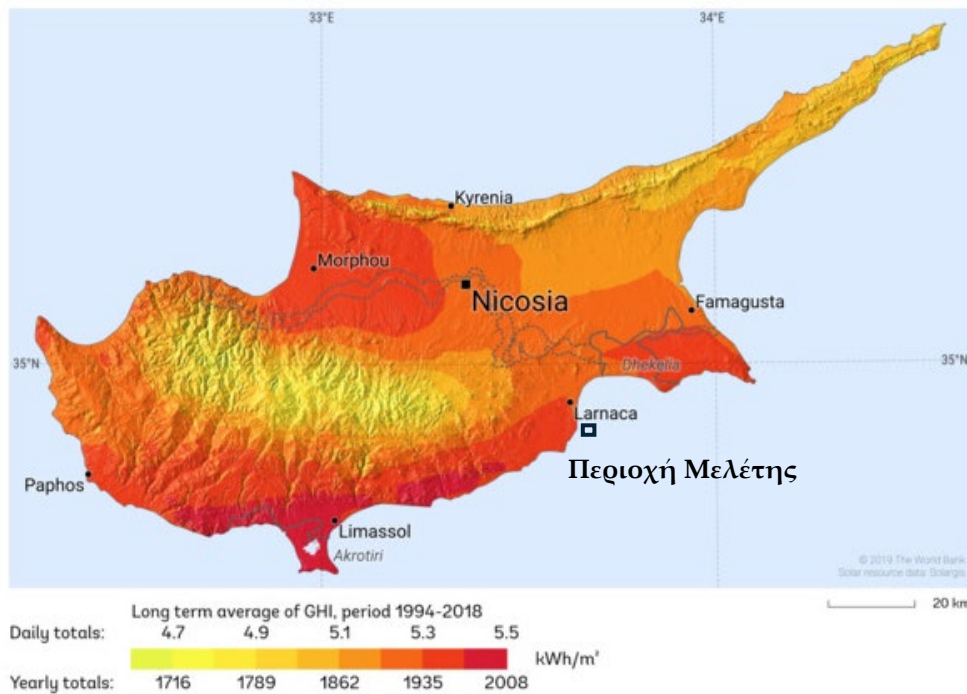 33°E
34°E
Kyrenia
Morphou
Nicosia
Famagusta
35°N
35°N
Dhekelia
Larnaca
Περιοχή Μελέτης
Paphos
Limassol
Akrotiri
© 2019 The World Bank
Solar resource data: Solargis
20 km
Long term average of GHI, period 1994-2018
Daily totals: 4.7 4.9 5.1 5.3 5.5
kWh/m²
Yearly totals: 1716 1789 1862 1935 2008